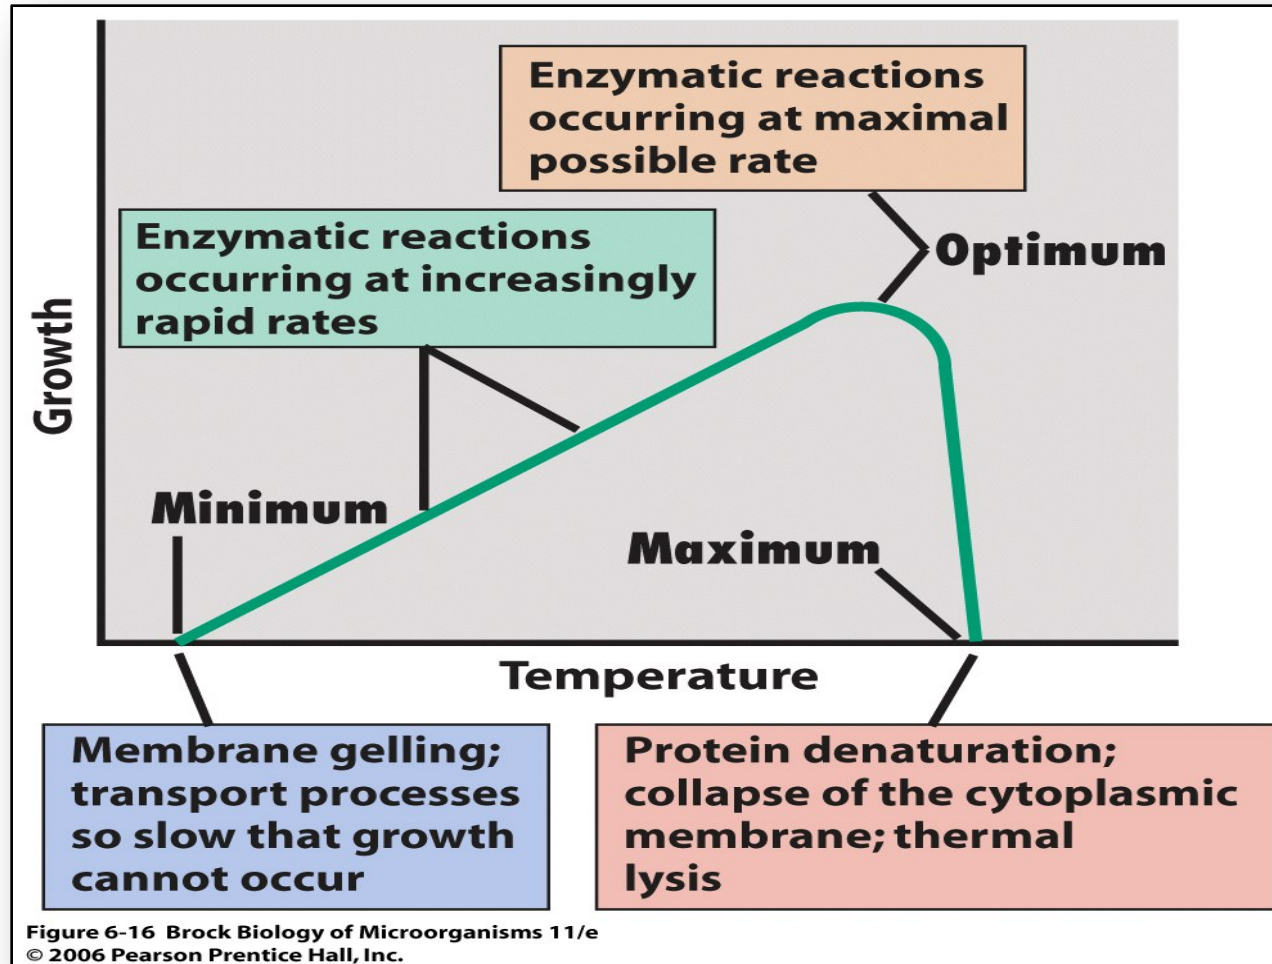 Enzymatic reactions
occurring at maximal
possible rate
Enzymatic reactions
occurring at increasingly
rapid rates
Optimum
Growth
Minimum
Maximum
Temperature
Membrane gelling;
transport processes
so slow that growth
cannot occur
Protein denaturation;
collapse of the cytoplasmic
membrane; thermal
lysis
Figure 6-16 Brock Biology of Microorganisms 11/e
© 2006 Pearson Prentice Hall, Inc.